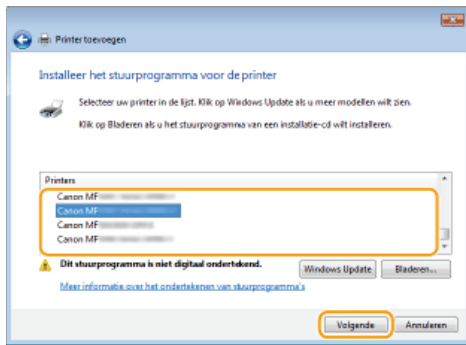 Printer toevoegen
Installeer het stuurprogramma voor de printer
Selecteer uw printer in de lijst. Klik op Windows Update als u meer modellen wilt zien.
Klik op Bladeren als u het stuurprogramma van een installatie-cd wilt installeren.
Printers
Canon MF
Canon MF
Canon MF
Canon MF
Dit stuurprogramma is niet digitaal ondertekend.
Windows Update
Bladeren...
Meer informatie over het ondertekenen van stuurprogramma's
Volgende
Annuleren